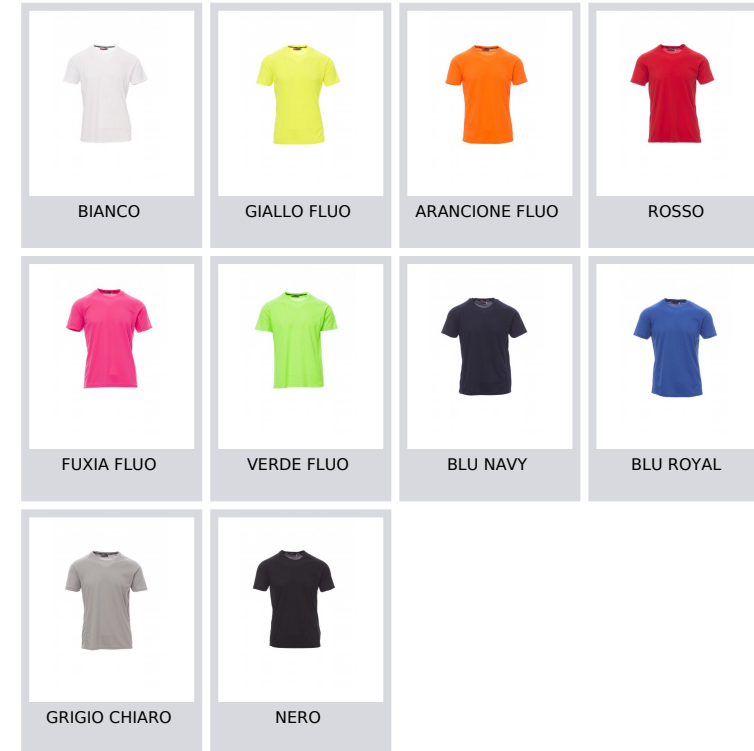 BIANCO
GIALLO FLUO
ARANCIONE FLUO
ROSSO
FUXIA FLUO
VERDE FLUO
BLU NAVY
BLU ROYAL
GRIGIO CHIARO
NERO